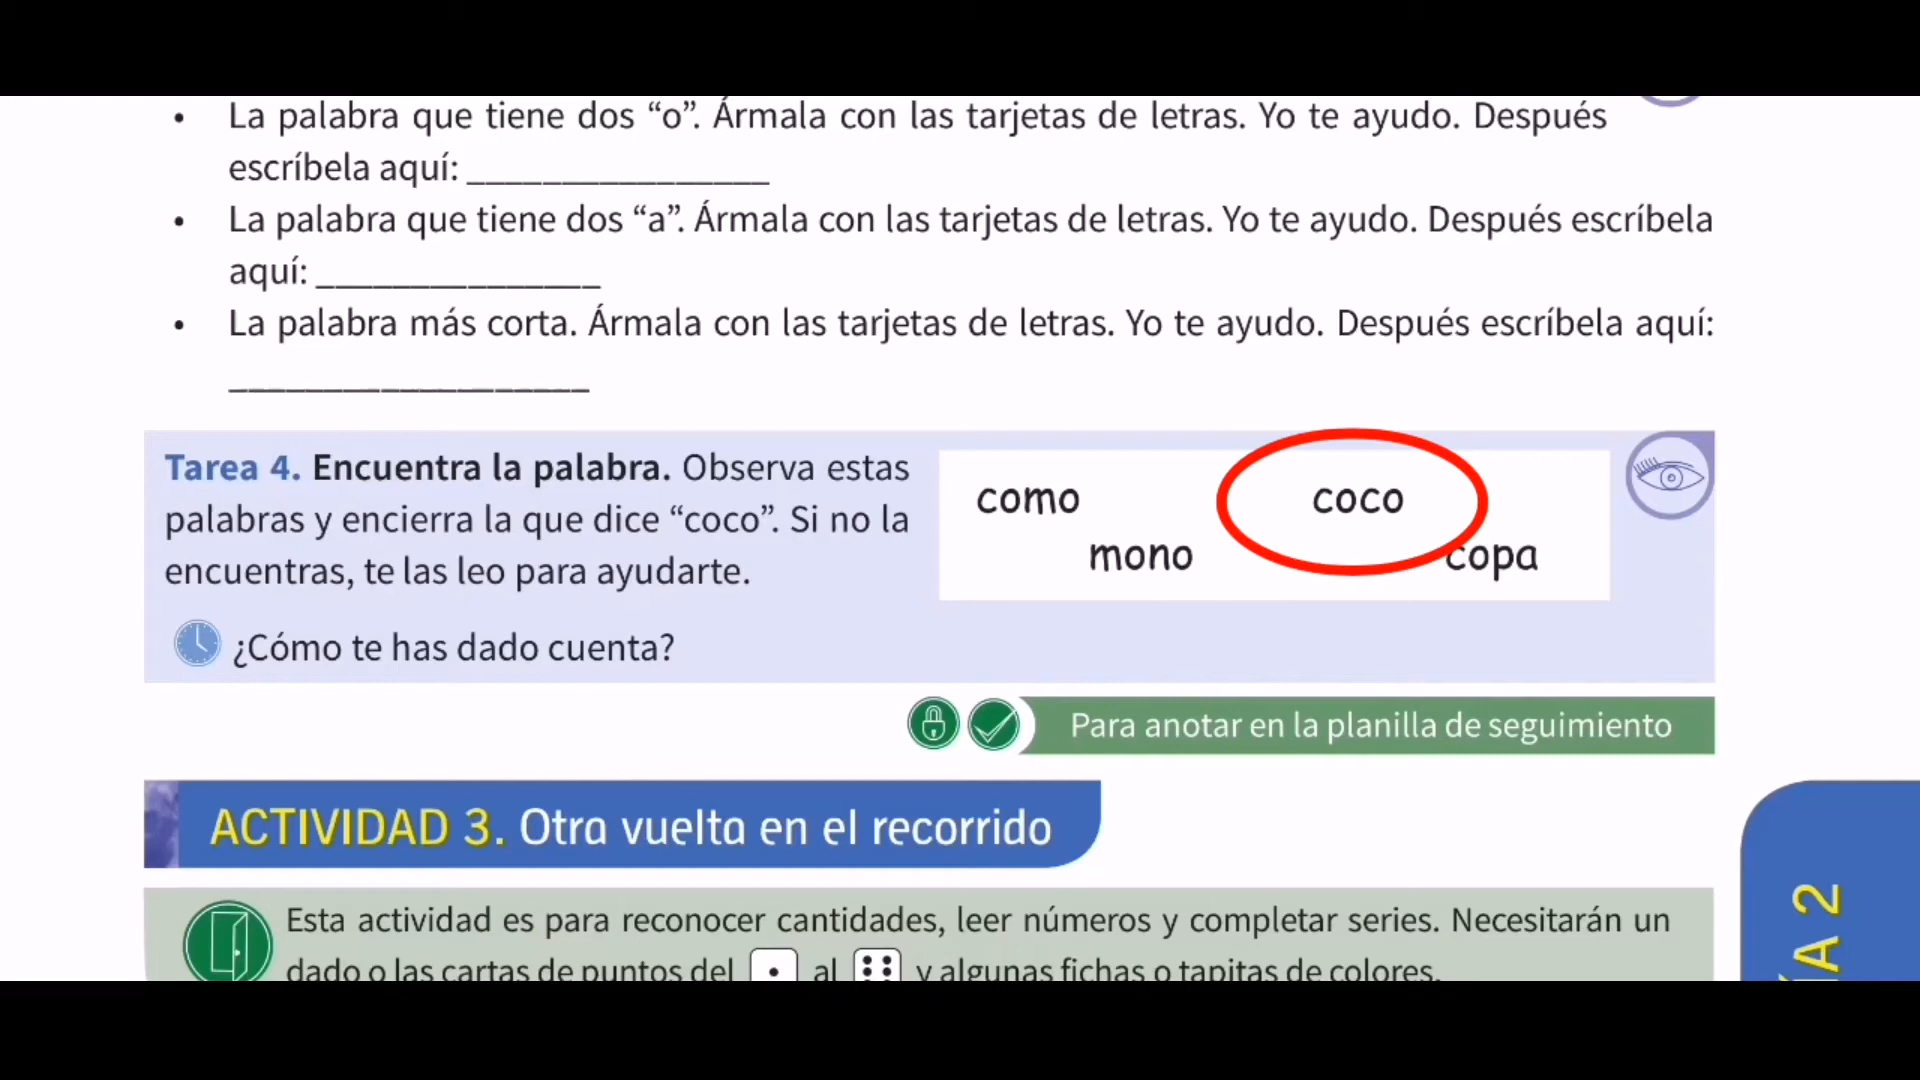 • La palabra que tiene dos “o”. Ármala con las tarjetas de letras. Yo te ayudo. Después
escríbela aquí: ________________
• La palabra que tiene dos “a”. Ármala con las tarjetas de letras. Yo te ayudo. Después escríbela
aquí: _______________
• La palabra más corta. Ármala con las tarjetas de letras. Yo te ayudo. Después escríbela aquí:
___________________
Tarea 4. Encuentra la palabra. Observa estas
palabras y encierra la que dice “coco”. Si no la
encuentras, te las leo para ayudarte.
como coco
mono copa
¿Cómo te has dado cuenta?
Para anotar en la planilla de seguimiento
ACTIVIDAD 3. Otra vuelta en el recorrido
Esta actividad es para reconocer cantidades, leer números y completar series. Necesitarán un
dado o las cartas de puntos del al y algunas fichas o tapitas de colores.